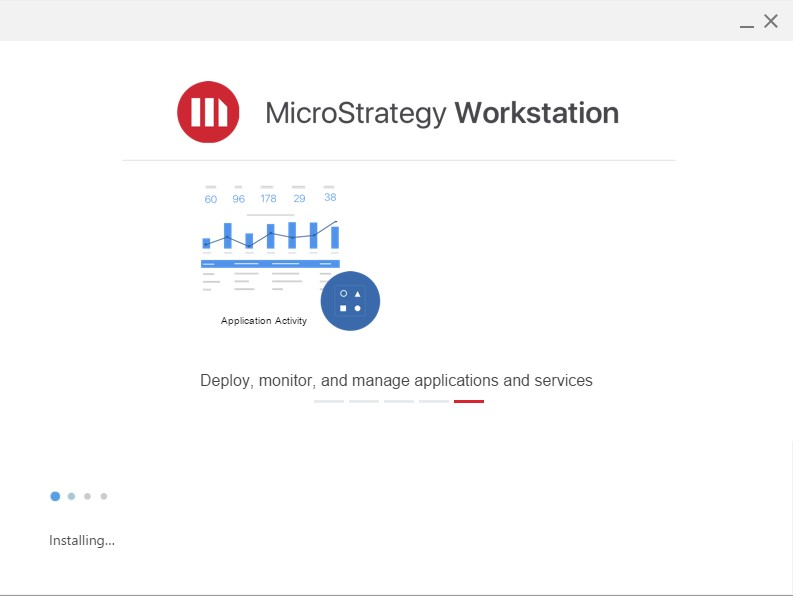 MicroStrategy Workstation
60 96 178 29 38
Application Activity
Deploy, monitor, and manage applications and services
Installing...